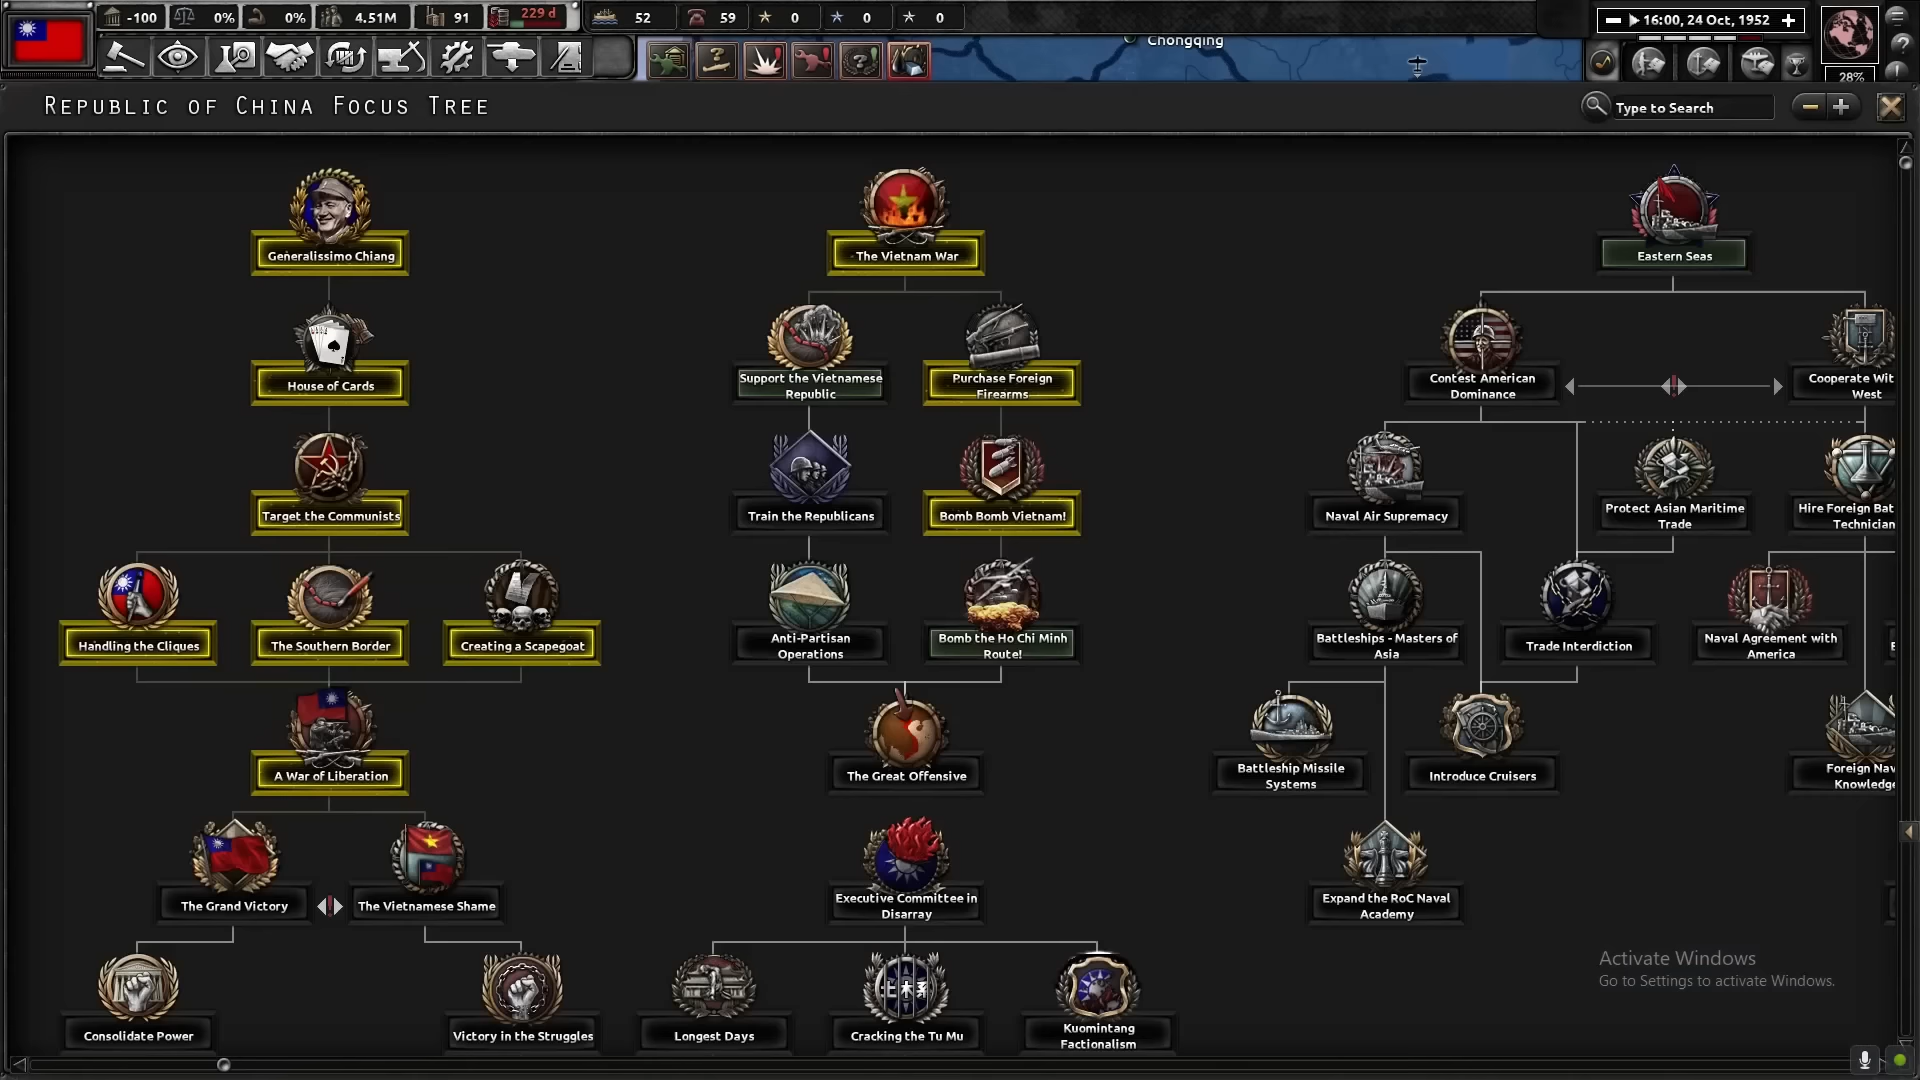 -100
0%
0%
4.51M
91
229 d
52
59
0
0
0
16:00, 24 Oct, 1952
28%
Chongqing
Republic of China Focus Tree
Type to Search
Generalissimo Chiang
The Vietnam War
Eastern Seas
House of Cards
Support the Vietnamese
Republic
Purchase Foreign
Firearms
Contest American
Dominance
Cooperate Wit
West
Target the Communists
Train the Republicans
Bomb Bomb Vietnam!
Naval Air Supremacy
Protect Asian Maritime
Trade
Hire Foreign Bat
Technician
Handling the Cliques
The Southern Border
Creating a Scapegoat
Anti-Partisan
Operations
Bomb the Ho Chi Minh
Route!
Battleships - Masters of
Asia
Trade Interdiction
Naval Agreement with
America
A War of Liberation
The Great Offensive
Battleship Missile
Systems
Introduce Cruisers
Foreign Nav
Knowledge
The Grand Victory
The Vietnamese Shame
Executive Committee in
Disarray
Expand the RoC Naval
Academy
Consolidate Power
Victory in the Struggles
Longest Days
Cracking the Tu Mu
Kuomintang
Factionalism
Activate Windows
Go to Settings to activate Windows.